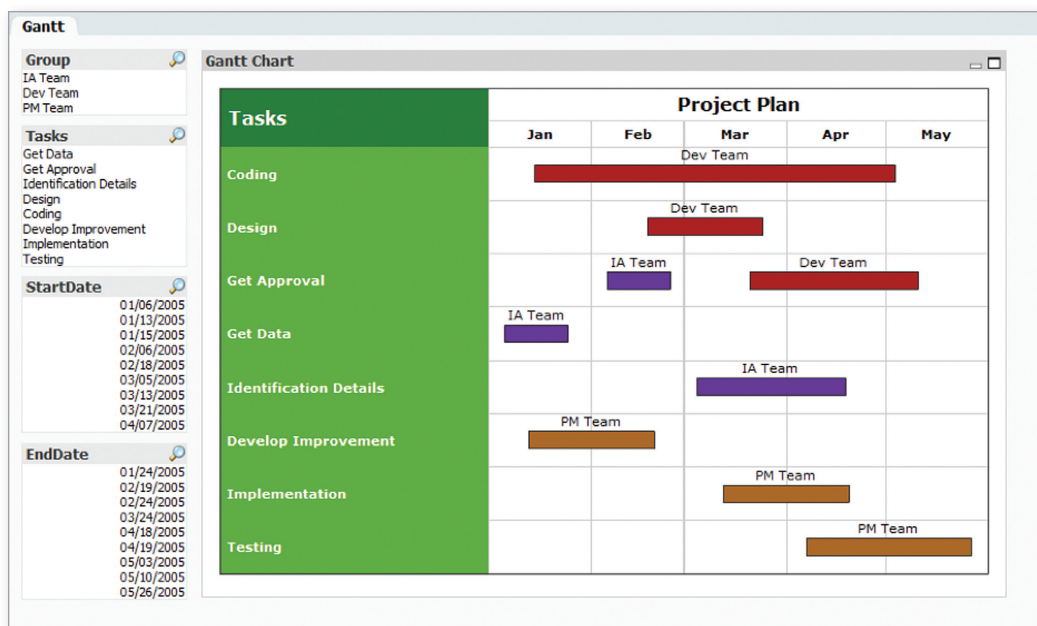 Gantt
Group
IA Team
Dev Team
PM Team
Tasks
Get Data
Get Approval
Identification Details
Design
Coding
Develop Improvement
Implementation
Testing
StartDate
01/06/2005
01/13/2005
01/15/2005
02/06/2005
02/18/2005
03/05/2005
03/13/2005
03/21/2005
04/07/2005
EndDate
01/24/2005
02/19/2005
02/24/2005
03/24/2005
04/18/2005
04/19/2005
05/03/2005
05/10/2005
05/26/2005
Gantt Chart
Tasks
Project Plan
Jan Feb Mar Apr May
Dev Team
Coding
Dev Team
Design
IA Team Dev Team
Get Approval
IA Team
Get Data
IA Team
Identification Details
PM Team
Develop Improvement
PM Team
Implementation
PM Team
Testing